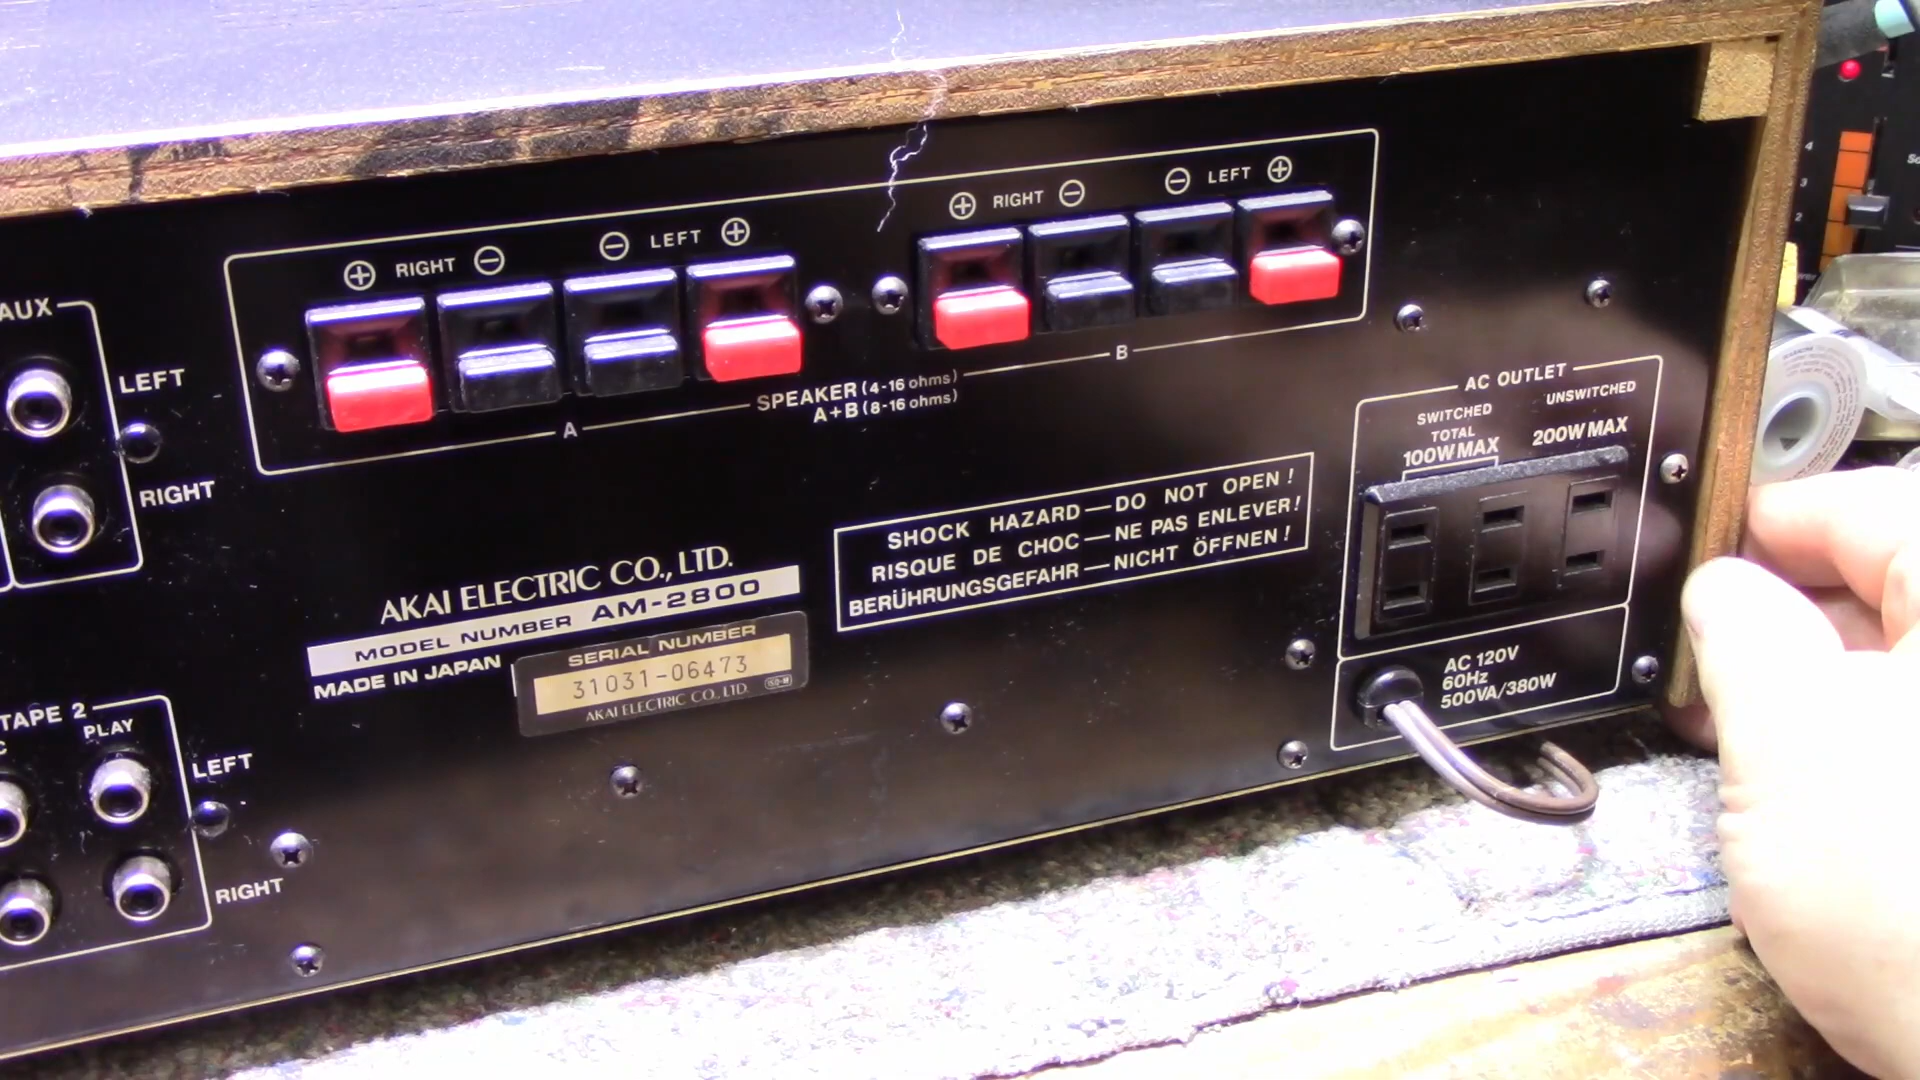 ⊕ RIGHT ⊖
⊖ LEFT ⊕
⊕ RIGHT ⊖
⊖ LEFT ⊕
A
SPEAKER (4-16 ohms)
A+B (8-16 ohms)
B
AUX
LEFT
RIGHT
AC OUTLET
SWITCHED
TOTAL
100W MAX
UNSWITCHED
200W MAX
SHOCK HAZARD—DO NOT OPEN!
RISQUE DE CHOC—NE PAS ENLEVER!
BERÜHRUNGSGEFAHR—NICHT ÖFFNEN!
AKAI ELECTRIC CO., LTD.
MODEL NUMBER AM-2800
MADE IN JAPAN
SERIAL NUMBER
31031-06473
AKAI ELECTRIC CO., LTD.
AC 120V
60Hz
500VA/380W
TAPE 2
PLAY
LEFT
RIGHT
4
3
2